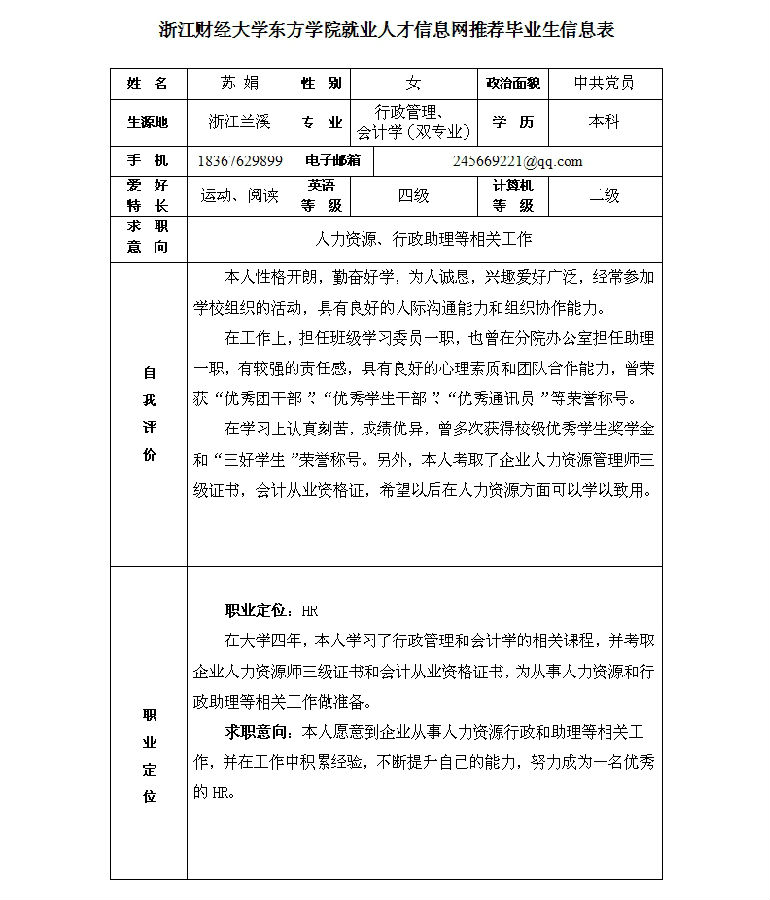 浙江财经大学东方学院就业人才信息网推荐毕业生信息表
姓 名 苏 娟 性 别 女 政治面貌 中共党员
生源地 浙江兰溪 专 业 行政管理、会计学（双专业） 学 历 本科
手 机 18367629899 电子邮箱 245669221@qq.com
爱 好 特 长 运动、阅读 英语等 级 四级 计算机等 级 二级
求 职 意 向 人力资源、行政助理等相关工作
自我评价
本人性格开朗，勤奋好学，为人诚恳，兴趣爱好广泛，经常参加
学校组织的活动，具有良好的人际沟通能力和组织协作能力。
在工作上，担任班级学习委员一职，也曾在分院办公室担任助理
一职，有较强的责任感，具有良好的心理素质和团队合作能力，曾荣
获“优秀团干部”、“优秀学生干部”、“优秀通讯员”等荣誉称号。
在学习上认真刻苦，成绩优异，曾多次获得校级优秀学生奖学金
和“三好学生”荣誉称号。另外，本人考取了企业人力资源管理师三
级证书，会计从业资格证，希望以后在人力资源方面可以学以致用。
职业定位
职业定位：HR
在大学四年，本人学习了行政管理和会计学的相关课程，并考取
企业人力资源师三级证书和会计从业资格证书，为从事人力资源和行
政助理等相关工作做准备。
求职意向：本人愿意到企业从事人力资源行政和助理等相关工
作，并在工作中积累经验，不断提升自己的能力，努力成为一名优秀
的HR。